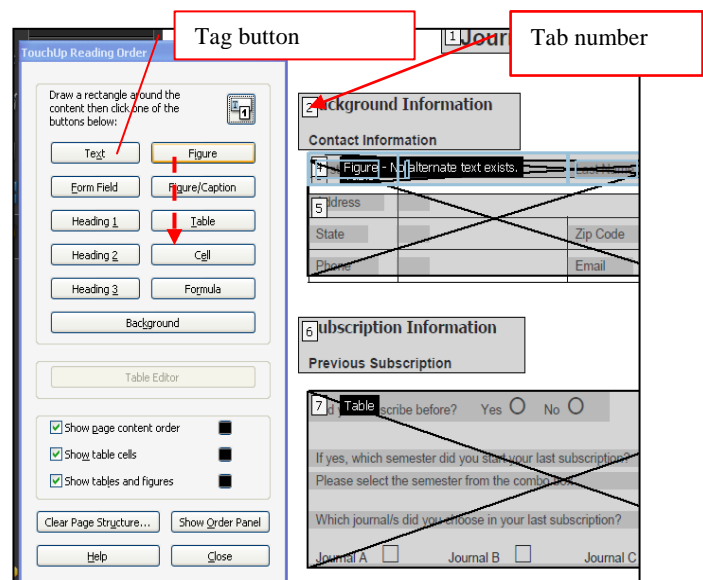 Tag button
Tab number
TouchUp Reading Order
Draw a rectangle around the
content then click one of the
buttons below:
Text
Figure
Form Field
Figure/Caption
Heading 1
Table
Heading 2
Cell
Heading 3
Formula
Background
Table Editor
Show page content order
Show table cells
Show tables and figures
Clear Page Structure...
Show Order Panel
Help
Close
1 Jour
2 ackground Information
Contact Information
4 Figure - No alternate text exists.
Last Name
5 Address
State Zip Code
Phone Email
6 ubscription Information
Previous Subscription
7 Table scribe before? Yes No
If yes, which semester did you start your last subscription?
Please select the semester from the combo box
Which journal/s did you choose in your last subscription?
Journal A Journal B Journal C